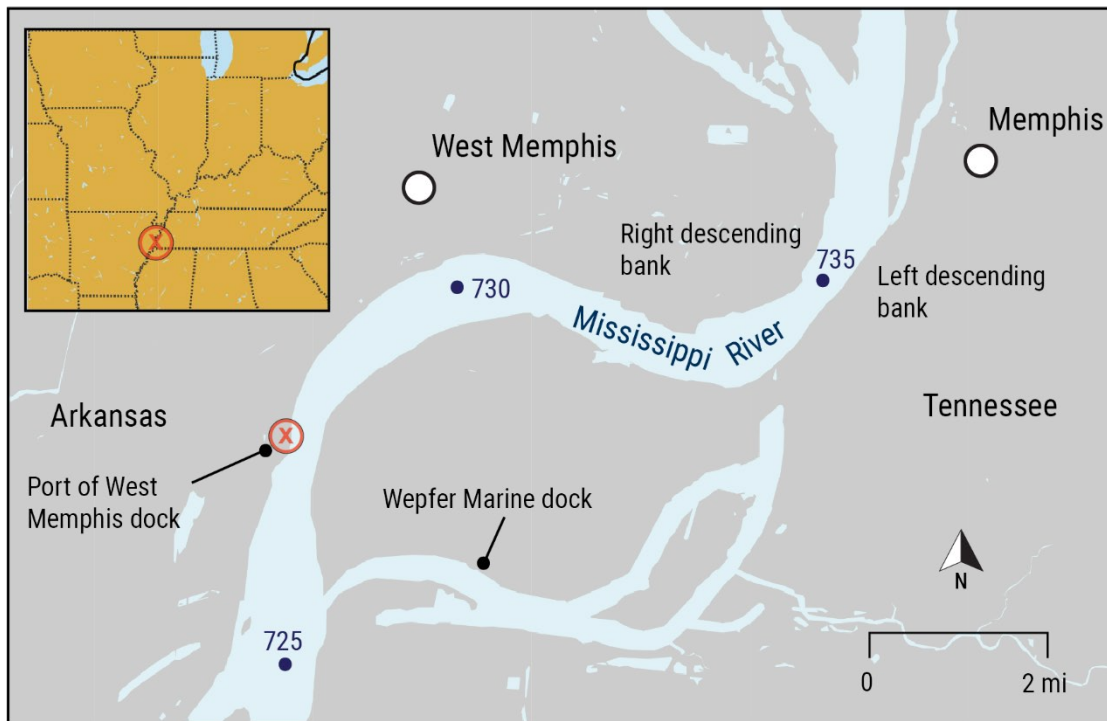 X
West Memphis
Memphis
Right descending
bank
735
Left descending
bank
730
Mississippi River
Arkansas
Tennessee
X
Port of West
Memphis dock
Wepfer Marine dock
N
725
0 2 mi